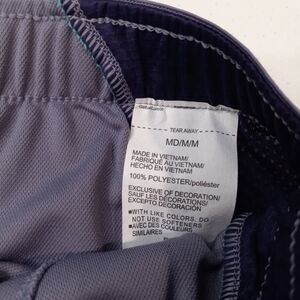 TEAR AWAY
MD/M/M
MADE IN VIETNAM/
FABRIQUÉ AU VIETNAM/
HECHO EN VIETNAM
100% POLYESTER/poliéster
EXCLUSIVE OF DECORATION/
SAUF LES DÉCORATIONS/
EXCEPTO DECORACIÓN
•WITH LIKE COLORS. DO
NOT USE SOFTENERS
•AVEC DES COULEURS
SIMILAIRES